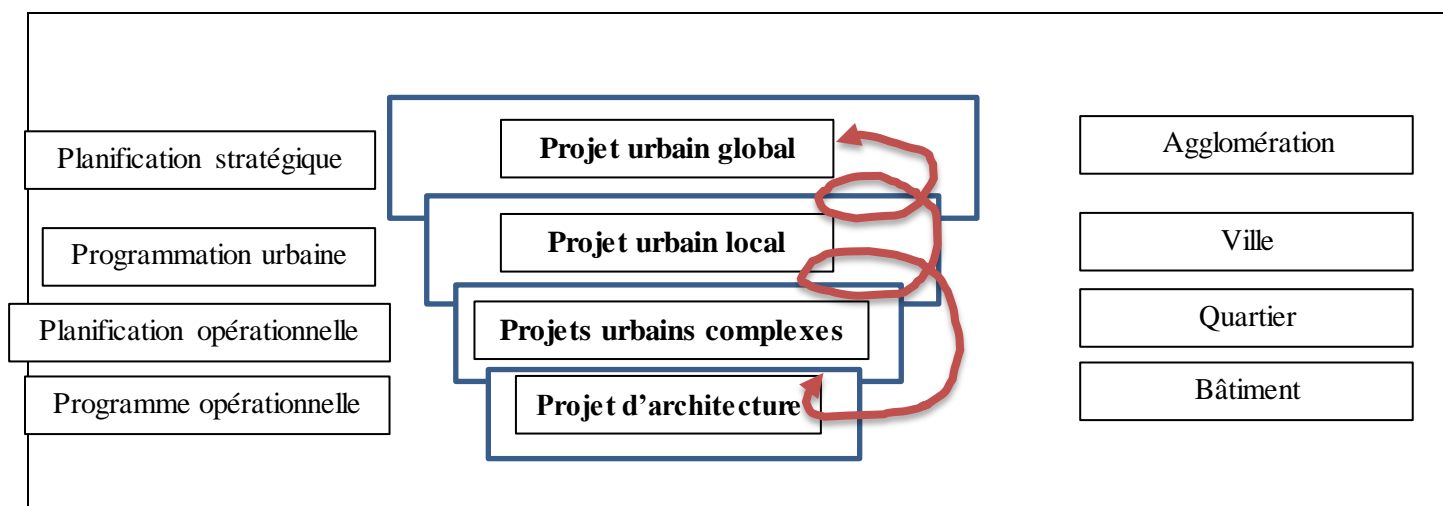 Planification stratégique
Projet urbain global
Agglomération
Programmation urbaine
Projet urbain local
Ville
Planification opérationnelle
Projets urbains complexes
Quartier
Programme opérationnelle
Projet d’architecture
Bâtiment